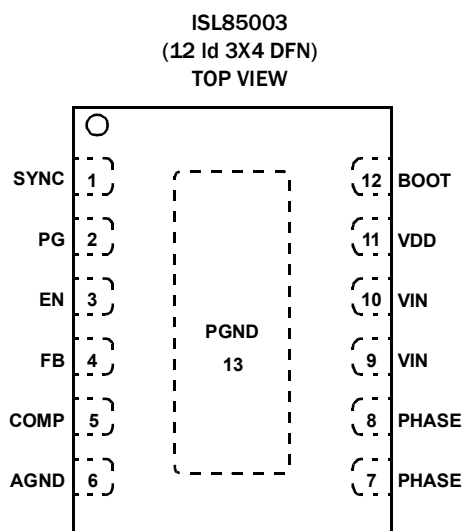 ISL85003
(12 ld 3X4 DFN)
TOP VIEW
SYNC 1 12 BOOT
PG 2 11 VDD
EN 3 10 VIN
PGND
13
FB 4 9 VIN
COMP 5 8 PHASE
AGND 6 7 PHASE